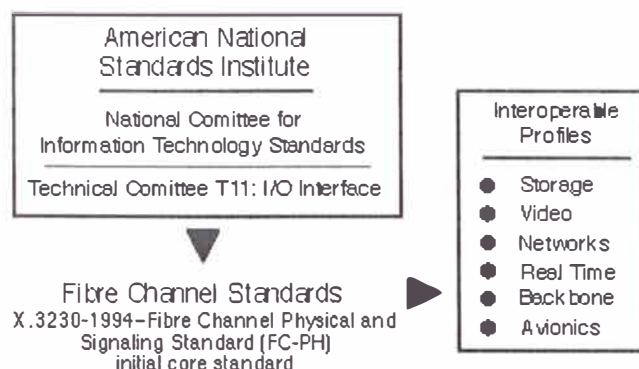 American National
Standards Institute
National Comittee for
Information Technology Standards
Technical Comittee T11: I/O Interface
Fibre Channel Standards
X.3230-1994–Fibre Channel Physical and
Signaling Standard (FC-PH)
initial core standard
Interoperable
Profiles
Storage
Video
Networks
Real Time
Backbone
Avionics